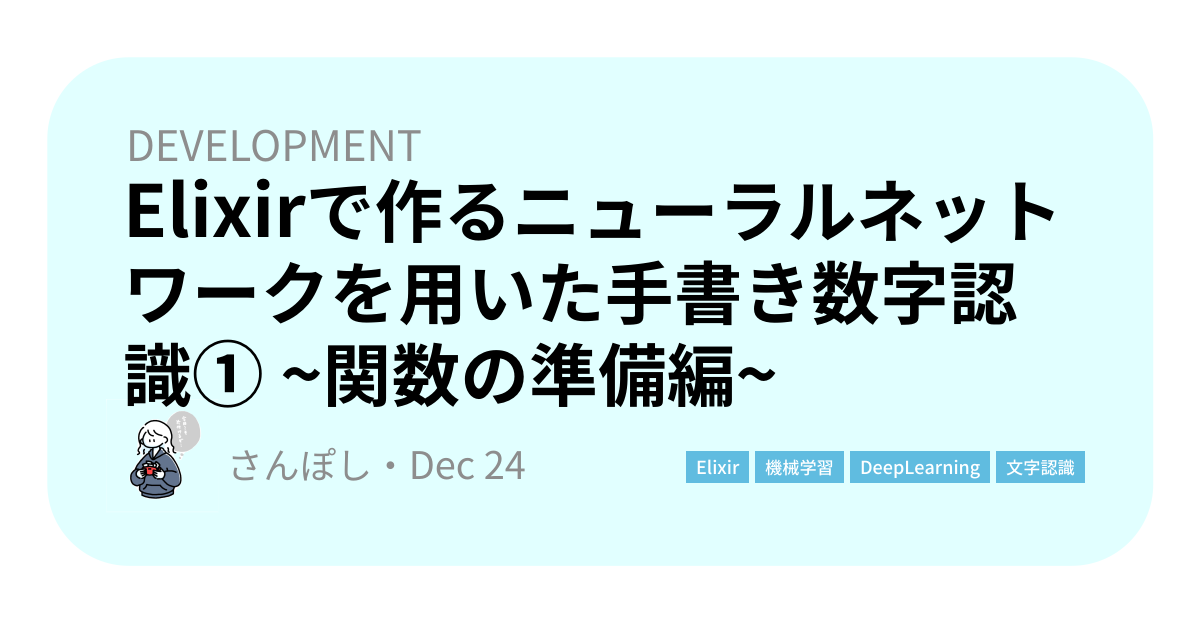 DEVELOPMENT
Elixirで作るニューラルネット
ワークを用いた手書き数字認
識① ~関数の準備編~
さんぽし・Dec 24
Elixir 機械学習 DeepLearning 文字認識